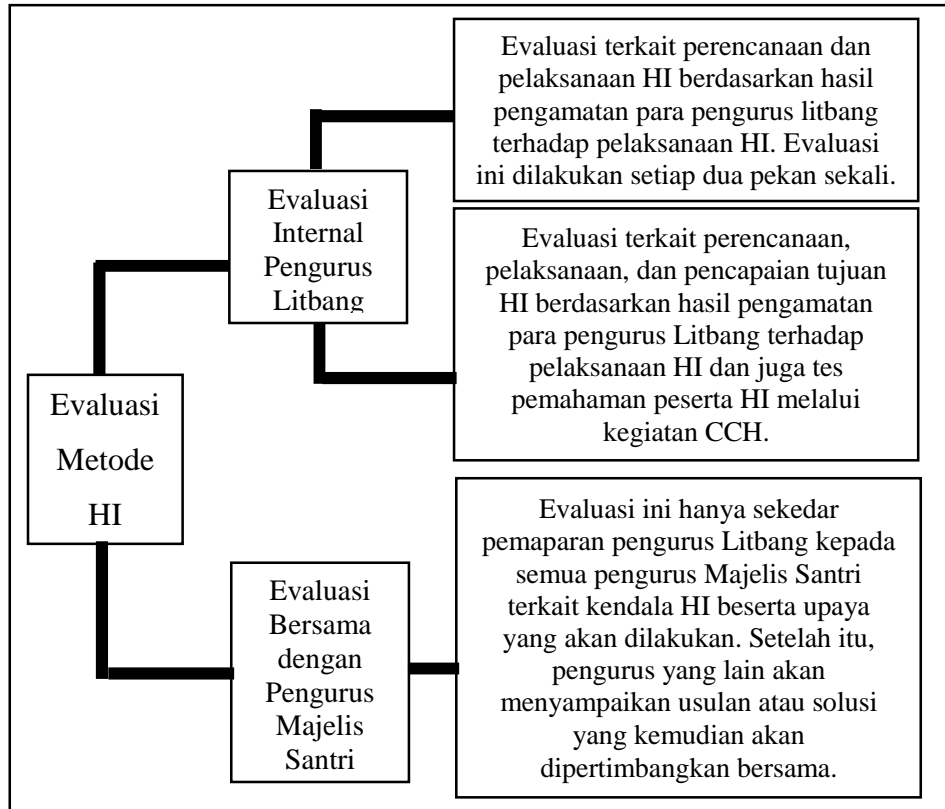 Evaluasi
Metode
HI
Evaluasi
Internal
Pengurus
Litbang
Evaluasi terkait perencanaan dan
pelaksanaan HI berdasarkan hasil
pengamatan para pengurus litbang
terhadap pelaksanaan HI. Evaluasi
ini dilakukan setiap dua pekan sekali.
Evaluasi terkait perencanaan,
pelaksanaan, dan pencapaian tujuan
HI berdasarkan hasil pengamatan
para pengurus Litbang terhadap
pelaksanaan HI dan juga tes
pemahaman peserta HI melalui
kegiatan CCH.
Evaluasi
Bersama
dengan
Pengurus
Majelis
Santri
Evaluasi ini hanya sekedar
pemaparan pengurus Litbang kepada
semua pengurus Majelis Santri
terkait kendala HI beserta upaya
yang akan dilakukan. Setelah itu,
pengurus yang lain akan
menyampaikan usulan atau solusi
yang kemudian akan
dipertimbangkan bersama.